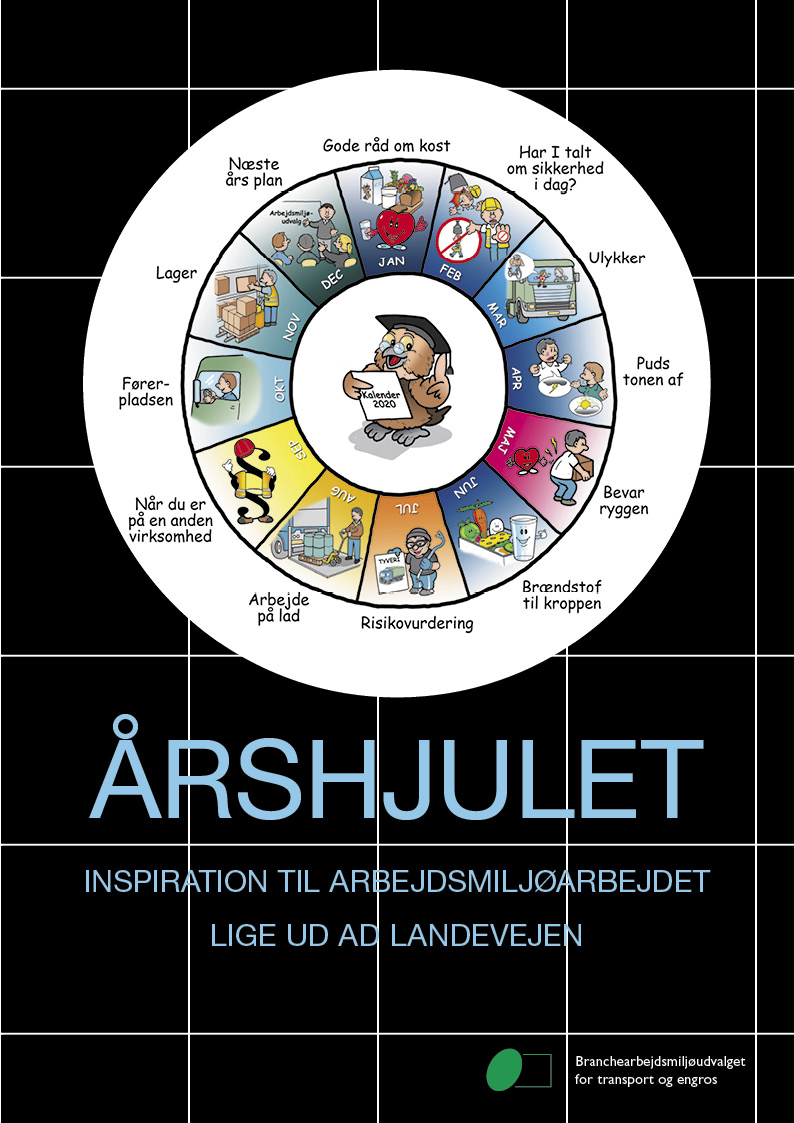 Gode råd om kost
Har I talt
om sikkerhed
i dag?
Ulykker
Puds
tonen af
Bevar
ryggen
Brændstof
til kroppen
Risikovurdering
Arbejde
på lad
Når du er
på en anden
virksomhed
Fører-
pladsen
Lager
Næste
års plan
JAN
FEB
MAR
APR
MAJ
JUN
JUL
TYVERI
AUG
SEP
OKT
NOV
DEC
Arbejdsmiljø-
udvalg
Kalender
2020
ÅRSHJULET
INSPIRATION TIL ARBEJDSMILJØARBEJDET
LIGE UD AD LANDEVEJEN
Branchearbejdsmiljøudvalget
for transport og engros